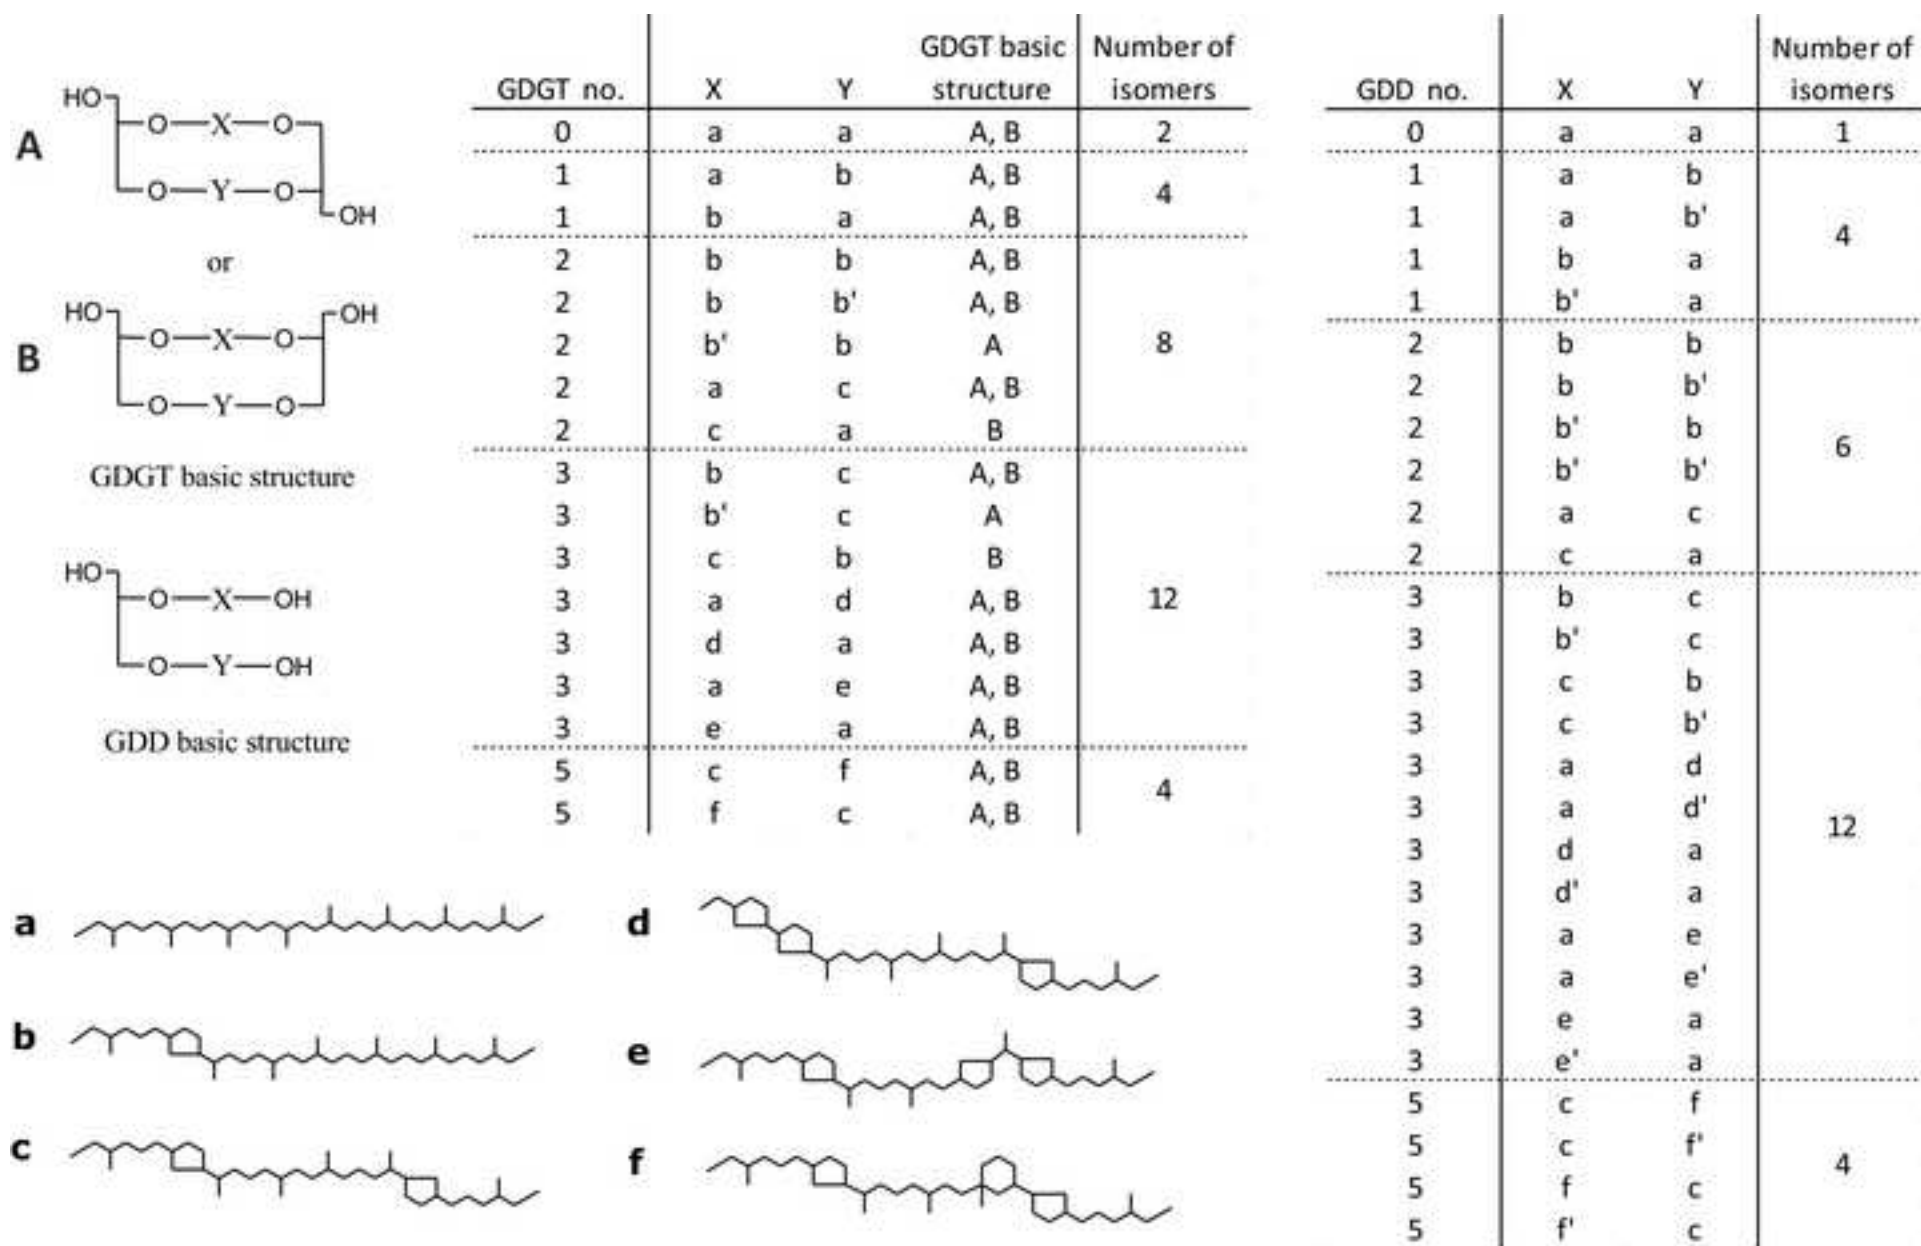 A
HO
O—X—O
O—Y—O
OH
or
B
HO
OH
O—X—O
O—Y—O
GDGT basic structure
HO
O—X—OH
O—Y—OH
GDD basic structure
GDGT no. X Y GDGT basic structure Number of isomers
0 a a A, B 2
1 a b A, B 4
1 b a A, B
2 b b A, B 8
2 b b' A, B
2 b' b A
2 a c A, B
2 c a B
3 b c A, B 12
3 b' c A
3 c b B
3 a d A, B
3 d a A, B
3 a e A, B
3 e a A, B
5 c f A, B 4
5 f c A, B
GDD no. X Y Number of isomers
0 a a 1
1 a b 4
1 a b'
1 b a
1 b' a
2 b b 6
2 b b'
2 b' b
2 b' b'
2 a c
2 c a
3 b c 12
3 b' c
3 c b
3 c b'
3 a d
3 a d'
3 d a
3 d' a
3 a e
3 a e'
3 e a
3 e' a
5 c f 4
5 c f'
5 f c
5 f' c
a
b
c
d
e
f